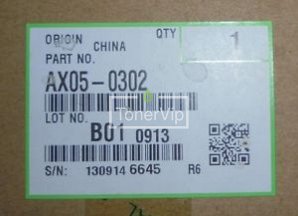 ORIGIN CHINA QTY 1
PART NO.
AX05-0302
TonerVip
LOT NO.
B01 0913
S/N: 130914 6645 R6